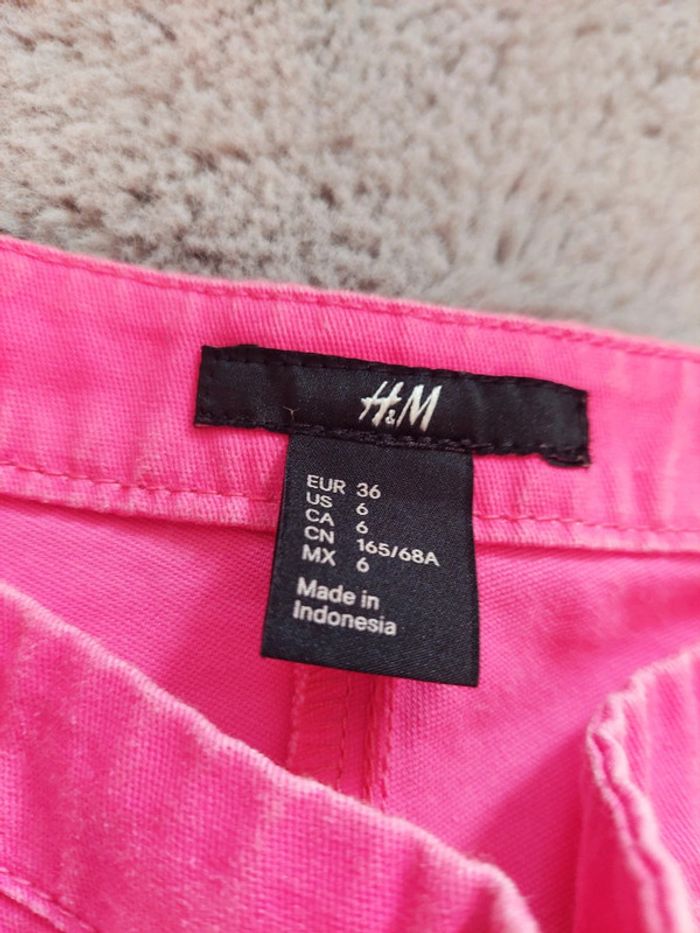 H&M
EUR 36
US 6
CA 6
CN 165/68A
MX 6
Made in
Indonesia